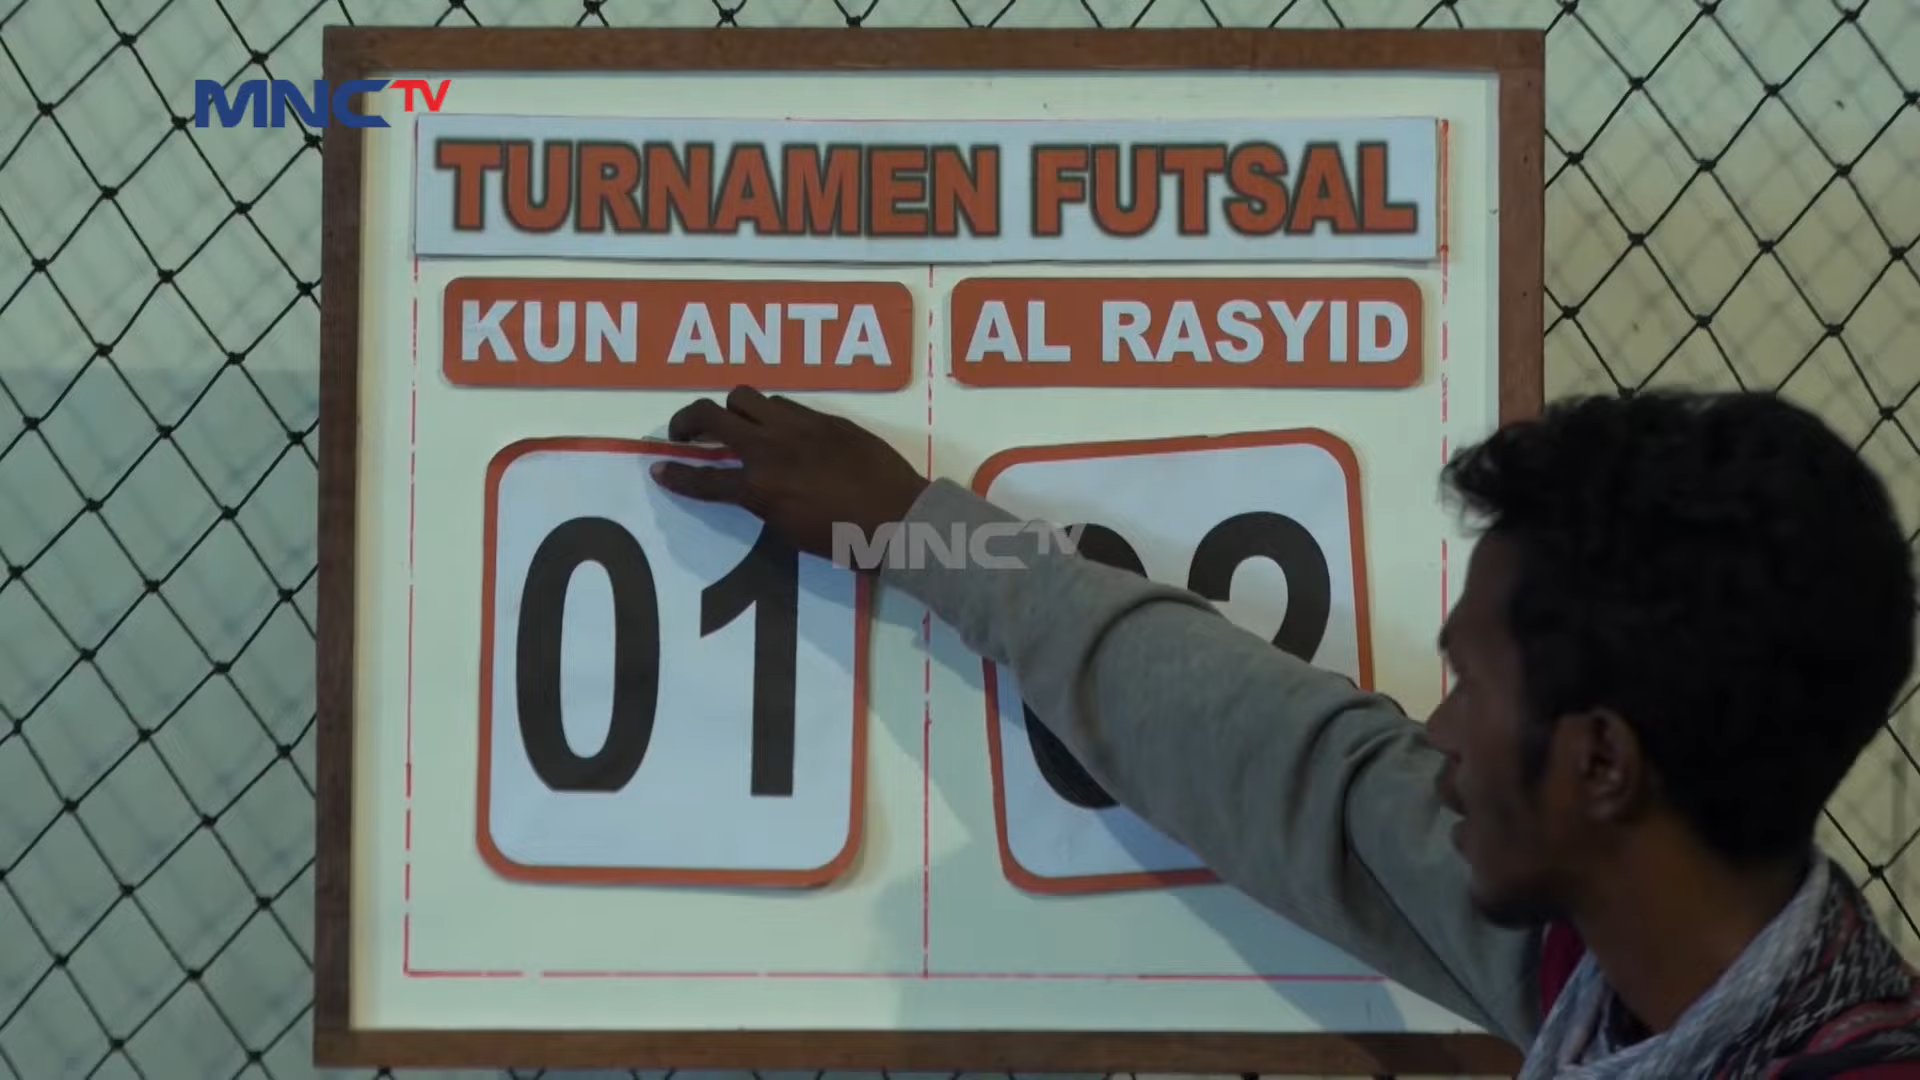 MNCTV
TURNAMEN FUTSAL
KUN ANTA
AL RASYID
01
MNCTV